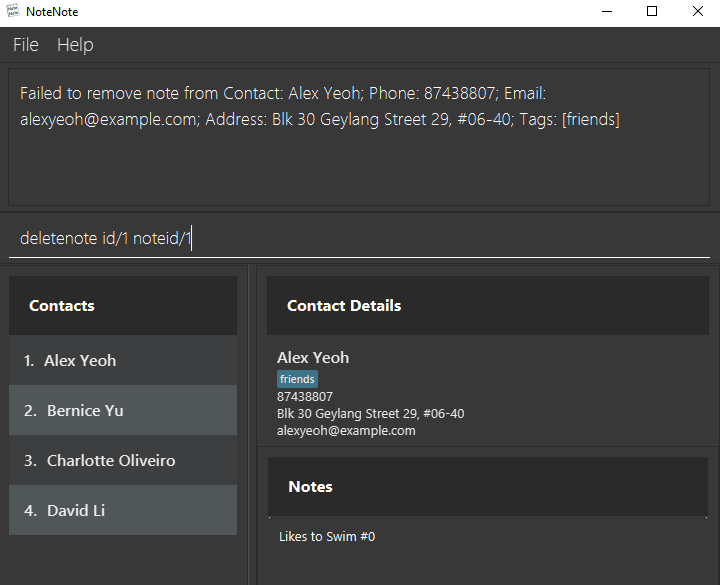 NoteNote
File Help
Failed to remove note from Contact: Alex Yeoh; Phone: 87438807; Email:
alexyeoh@example.com; Address: Blk 30 Geylang Street 29, #06-40; Tags: [friends]
deletenote id/1 noteid/1
Contacts
1. Alex Yeoh
2. Bernice Yu
3. Charlotte Oliveiro
4. David Li
Contact Details
Alex Yeoh
friends
87438807
Blk 30 Geylang Street 29, #06-40
alexyeoh@example.com
Notes
Likes to Swim #0